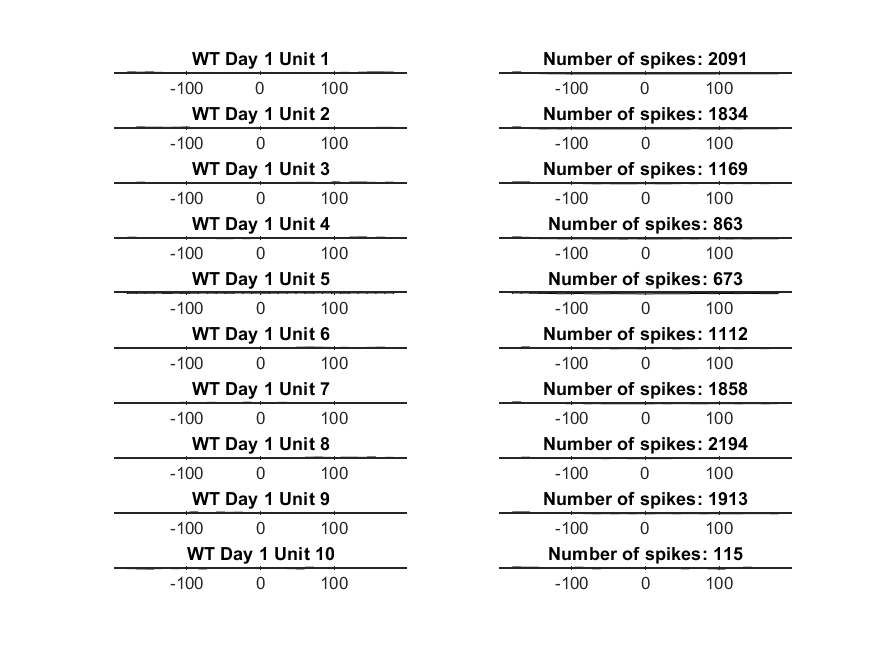 WT Day 1 Unit 1 Number of spikes: 2091
-100 0 100 -100 0 100
WT Day 1 Unit 2 Number of spikes: 1834
-100 0 100 -100 0 100
WT Day 1 Unit 3 Number of spikes: 1169
-100 0 100 -100 0 100
WT Day 1 Unit 4 Number of spikes: 863
-100 0 100 -100 0 100
WT Day 1 Unit 5 Number of spikes: 673
-100 0 100 -100 0 100
WT Day 1 Unit 6 Number of spikes: 1112
-100 0 100 -100 0 100
WT Day 1 Unit 7 Number of spikes: 1858
-100 0 100 -100 0 100
WT Day 1 Unit 8 Number of spikes: 2194
-100 0 100 -100 0 100
WT Day 1 Unit 9 Number of spikes: 1913
-100 0 100 -100 0 100
WT Day 1 Unit 10 Number of spikes: 115
-100 0 100 -100 0 100